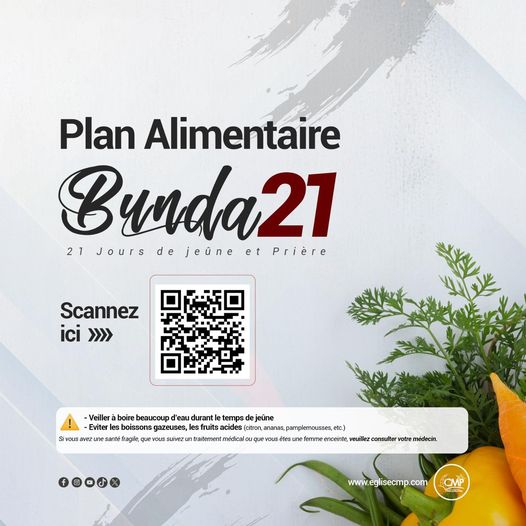 Plan Alimentaire
Bunda21
21 Jours de jeûne et Prière
Scannez
ici »»
- Veiller à boire beaucoup d'eau durant le temps de jeûne
- Eviter les boissons gazeuses, les fruits acides (citron, ananas, pamplemousses, etc.)
Si vous avez une santé fragile, que vous suivez un traitement médical ou que vous êtes une femme enceinte, veuillez consulter votre médecin.
www.eglisecmp.com
CMP